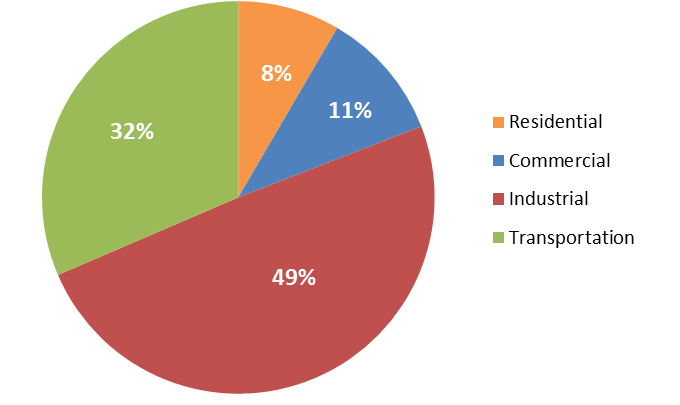 8%
11%
32%
49%
Residential
Commercial
Industrial
Transportation